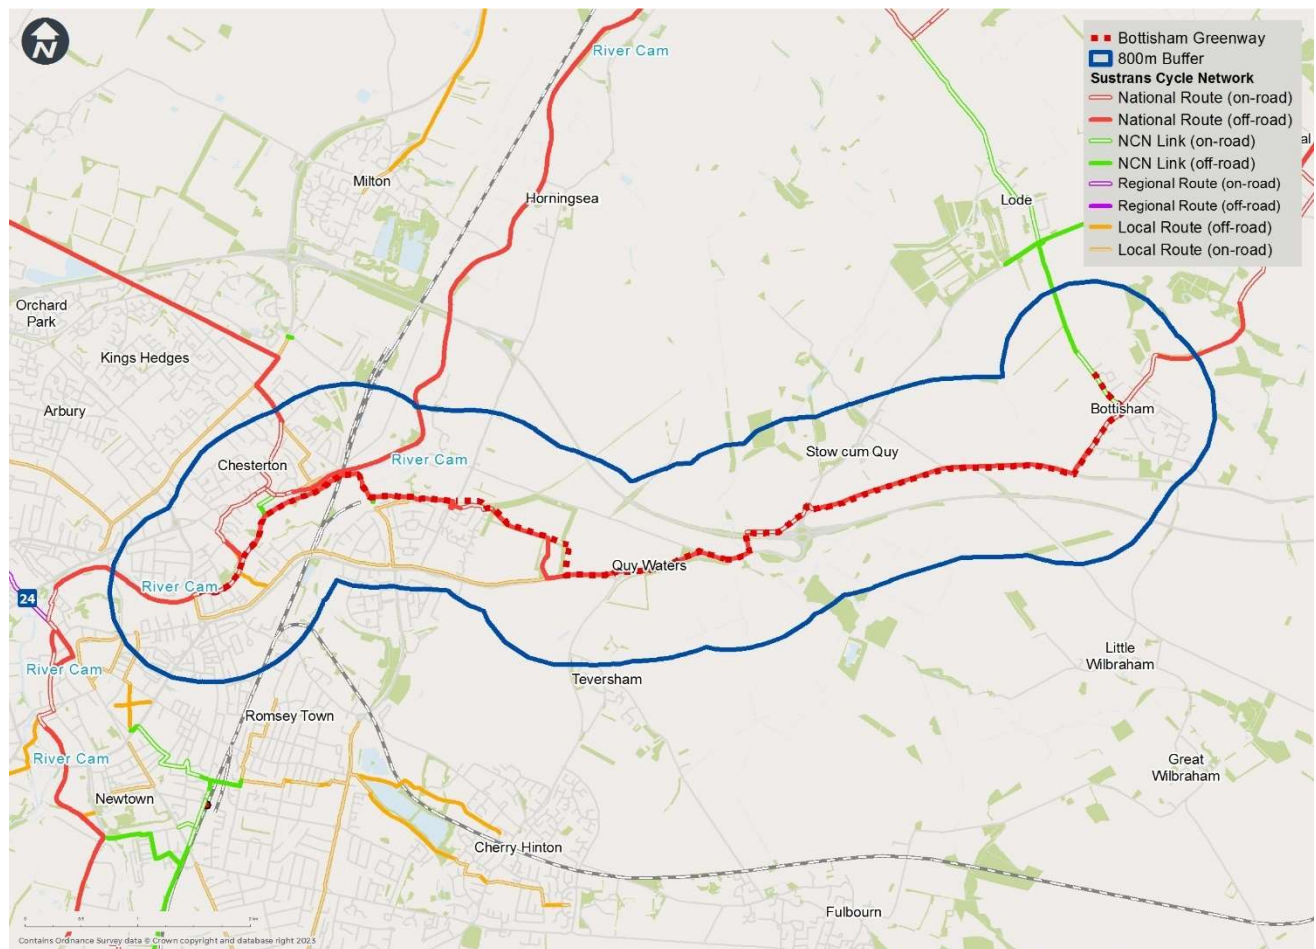 N
River Cam
Bottisham Greenway
800m Buffer
Sustrans Cycle Network
National Route (on-road)
National Route (off-road)
NCN Link (on-road)
NCN Link (off-road)
Regional Route (on-road)
Regional Route (off-road)
Local Route (off-road)
Local Route (on-road)
al
Milton
Horningsea
Lode
Orchard
Park
Kings Hedges
Arbury
Bottisham
Chesterton
River Cam
Stow cum Quy
Quy Waters
River Cam
24
Little
Wilbraham
River Cam
Teversham
Romsey Town
River Cam
Great
Wilbraham
Newtown
Cherry Hinton
Fulbourn
Contains Ordnance Survey data © Crown copyright and database right 2023